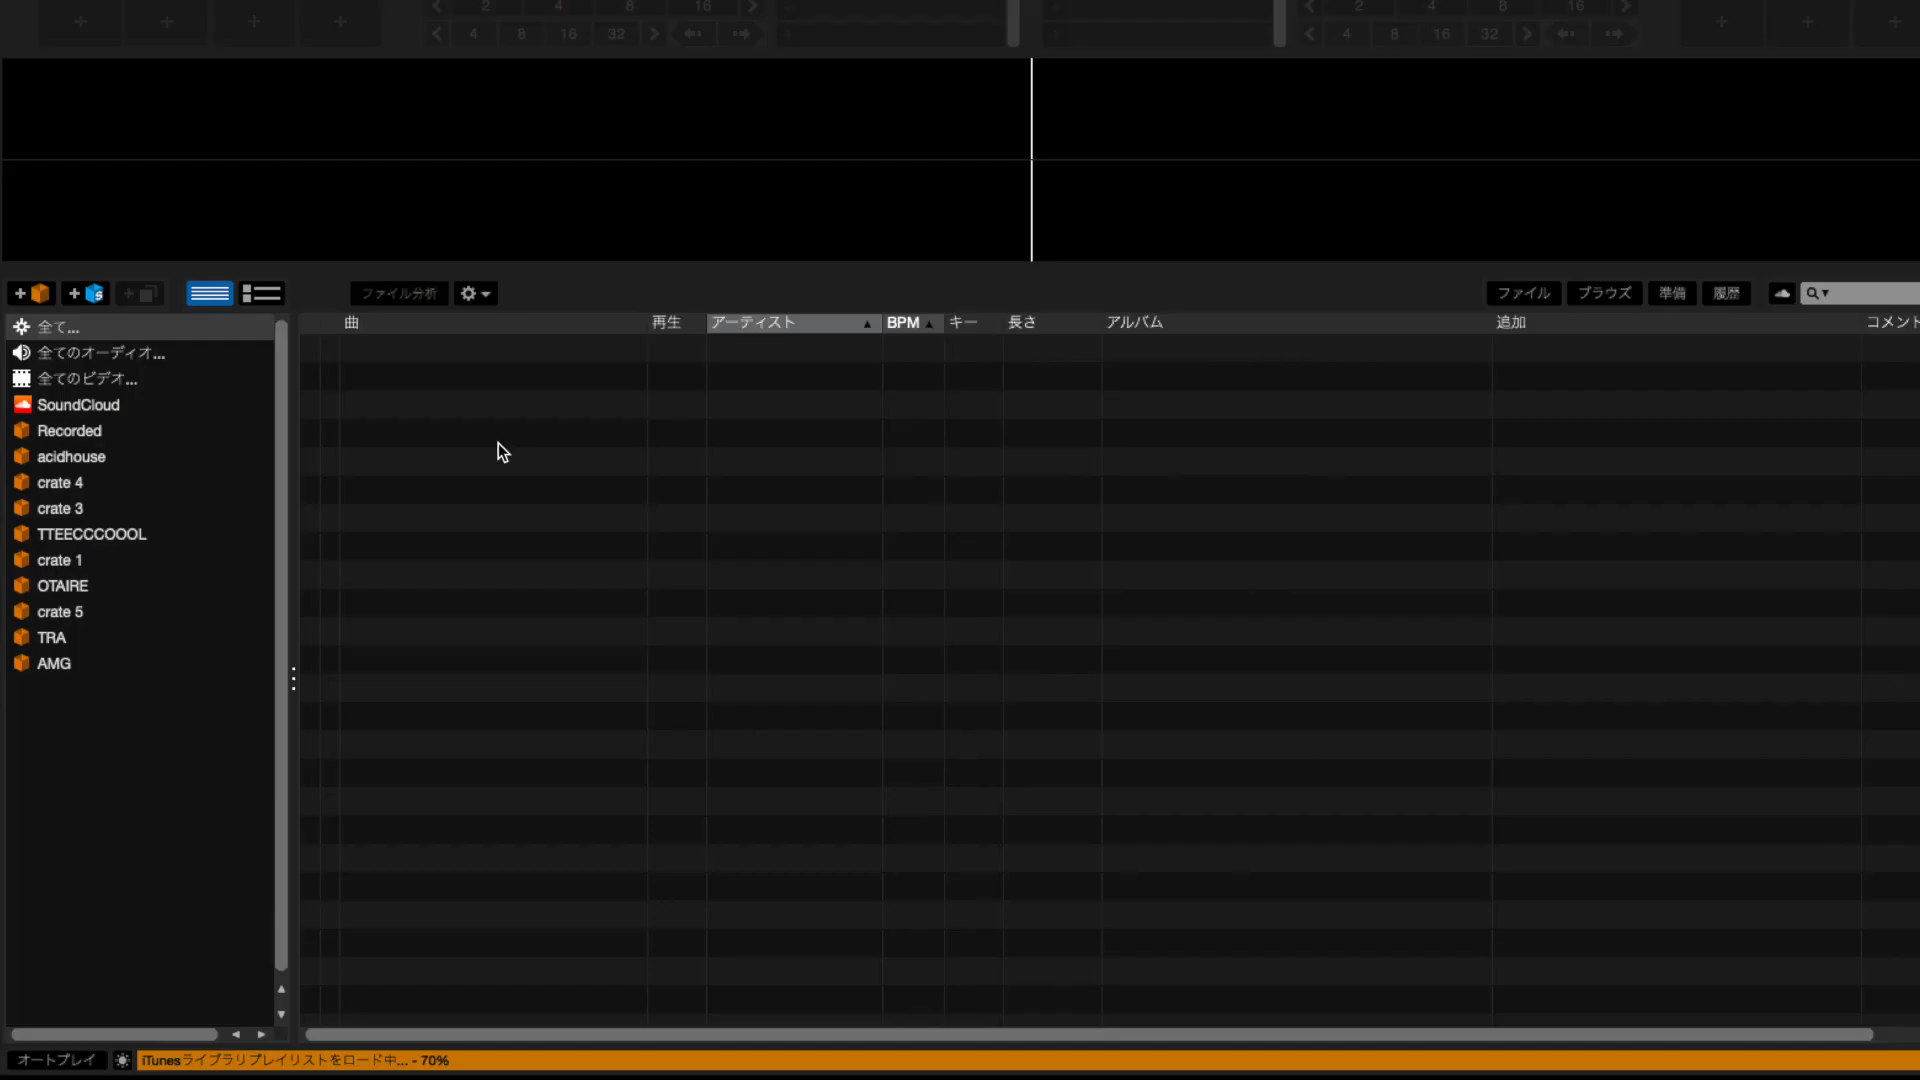 2 4 8 16 2 4 8 16
4 8 16 32 4 8 16 32
ファイル分析 ファイル ブラウズ 準備 履歴
曲 再生 アーティスト BPM キー 長さ アルバム 追加 コメント
全て...
全てのオーディオ...
全てのビデオ...
SoundCloud
Recorded
acidhouse
crate 4
crate 3
TTEECCCOOOL
crate 1
OTAIRE
crate 5
TRA
AMG
オートプレイ iTunesライブラリプレイリストをロード中... - 70%